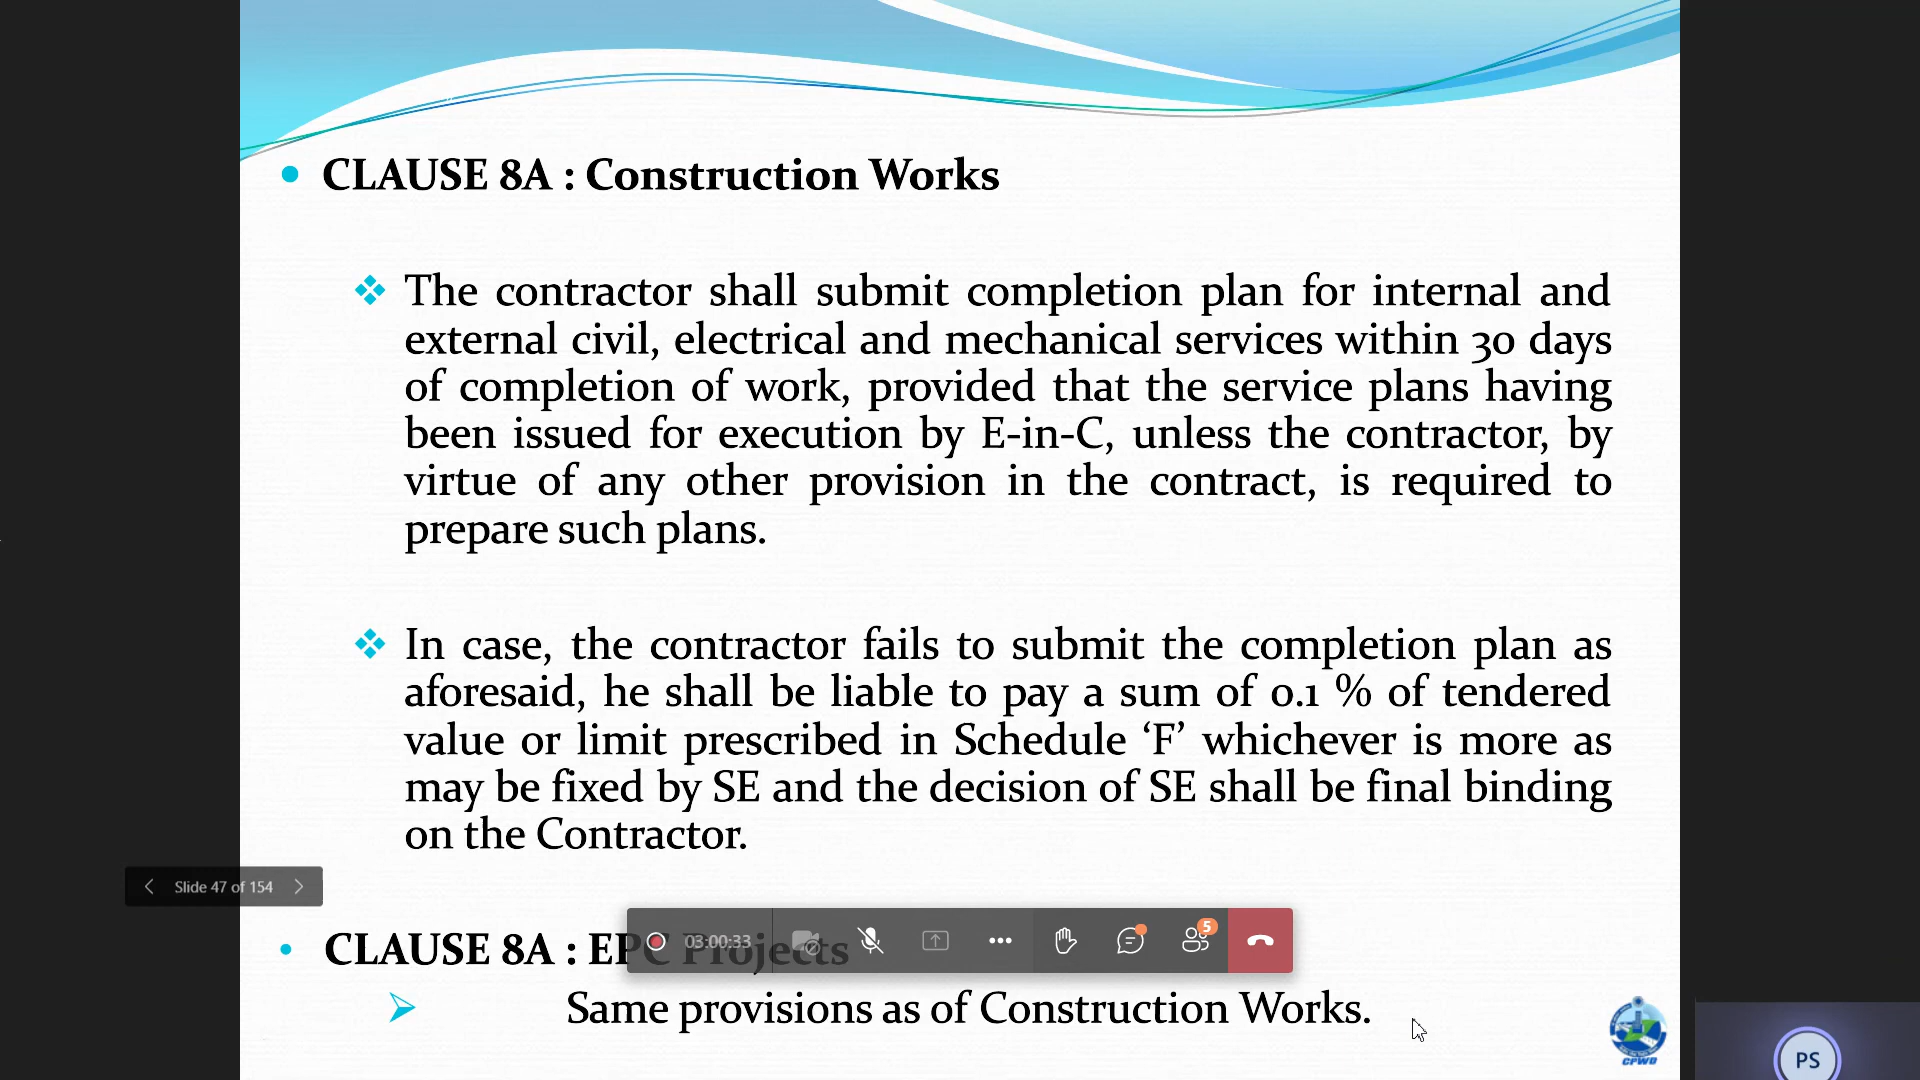 CLAUSE 8A : Construction Works
The contractor shall submit completion plan for internal and
external civil, electrical and mechanical services within 30 days
of completion of work, provided that the service plans having
been issued for execution by E-in-C, unless the contractor, by
virtue of any other provision in the contract, is required to
prepare such plans.
In case, the contractor fails to submit the completion plan as
aforesaid, he shall be liable to pay a sum of 0.1 % of tendered
value or limit prescribed in Schedule ‘F’ whichever is more as
may be fixed by SE and the decision of SE shall be final binding
on the Contractor.
Slide 47 of 154
03:00:33
5
CLAUSE 8A : EPC Projects
Same provisions as of Construction Works.
CPWD
PS